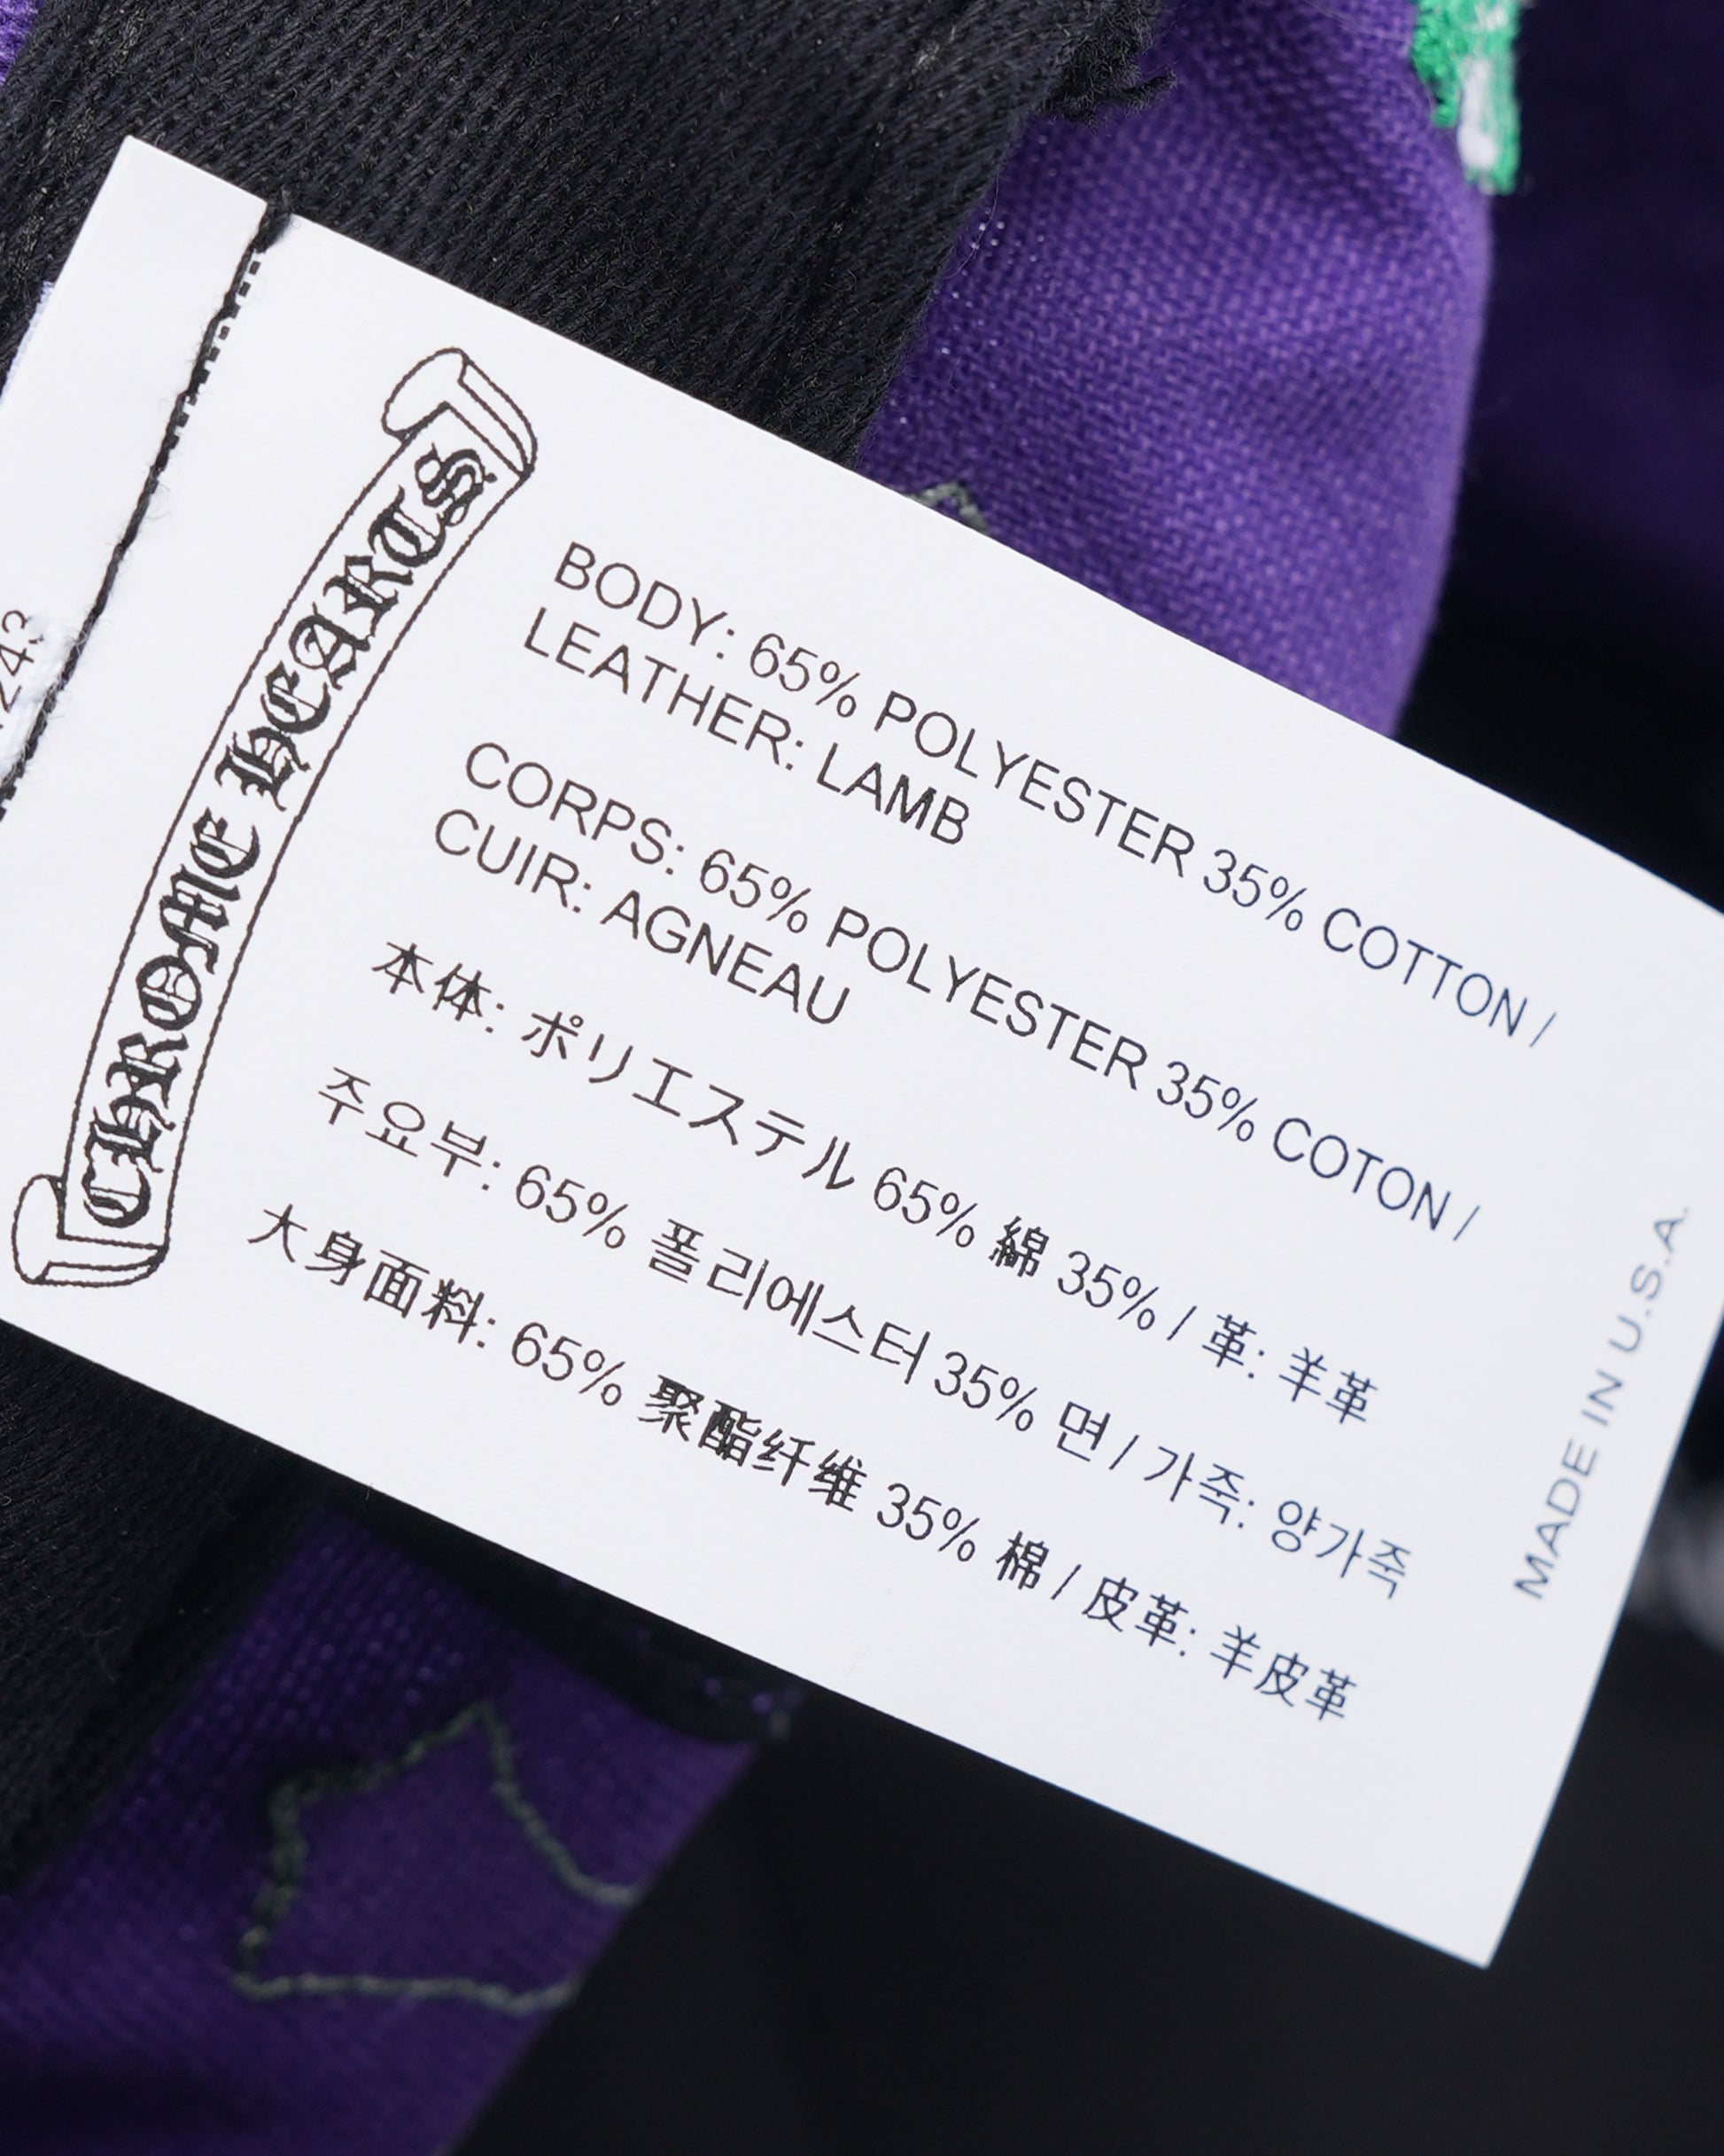 CHROME HEARTS
BODY: 65% POLYESTER 35% COTTON /
LEATHER: LAMB
CORPS: 65% POLYESTER 35% COTON /
CUIR: AGNEAU
本体: ポリエステル 65% 綿 35% / 革: 羊革
주요부: 65% 폴리에스터 35% 면 / 가죽: 양가죽
大身面料: 65% 聚酯纤维 35% 棉 / 皮革: 羊皮革
MADE IN U.S.A.